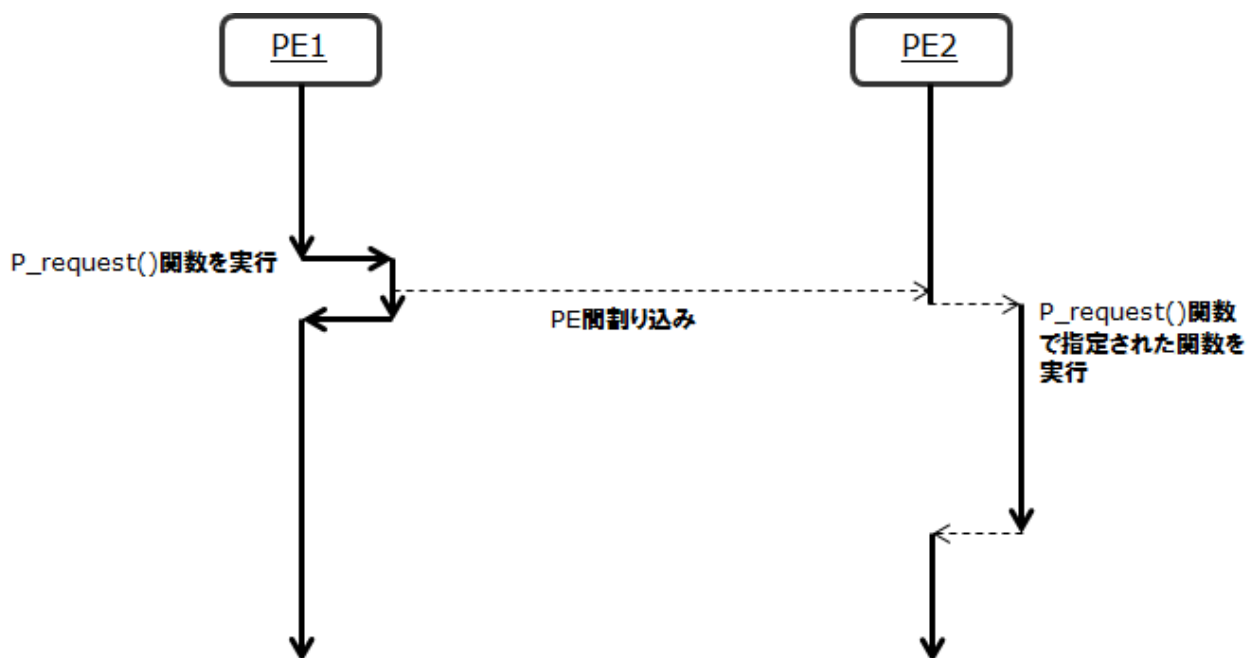 PE1
PE2
P_request()関数を実行
PE間割り込み
P_request()関数
で指定された関数を
実行